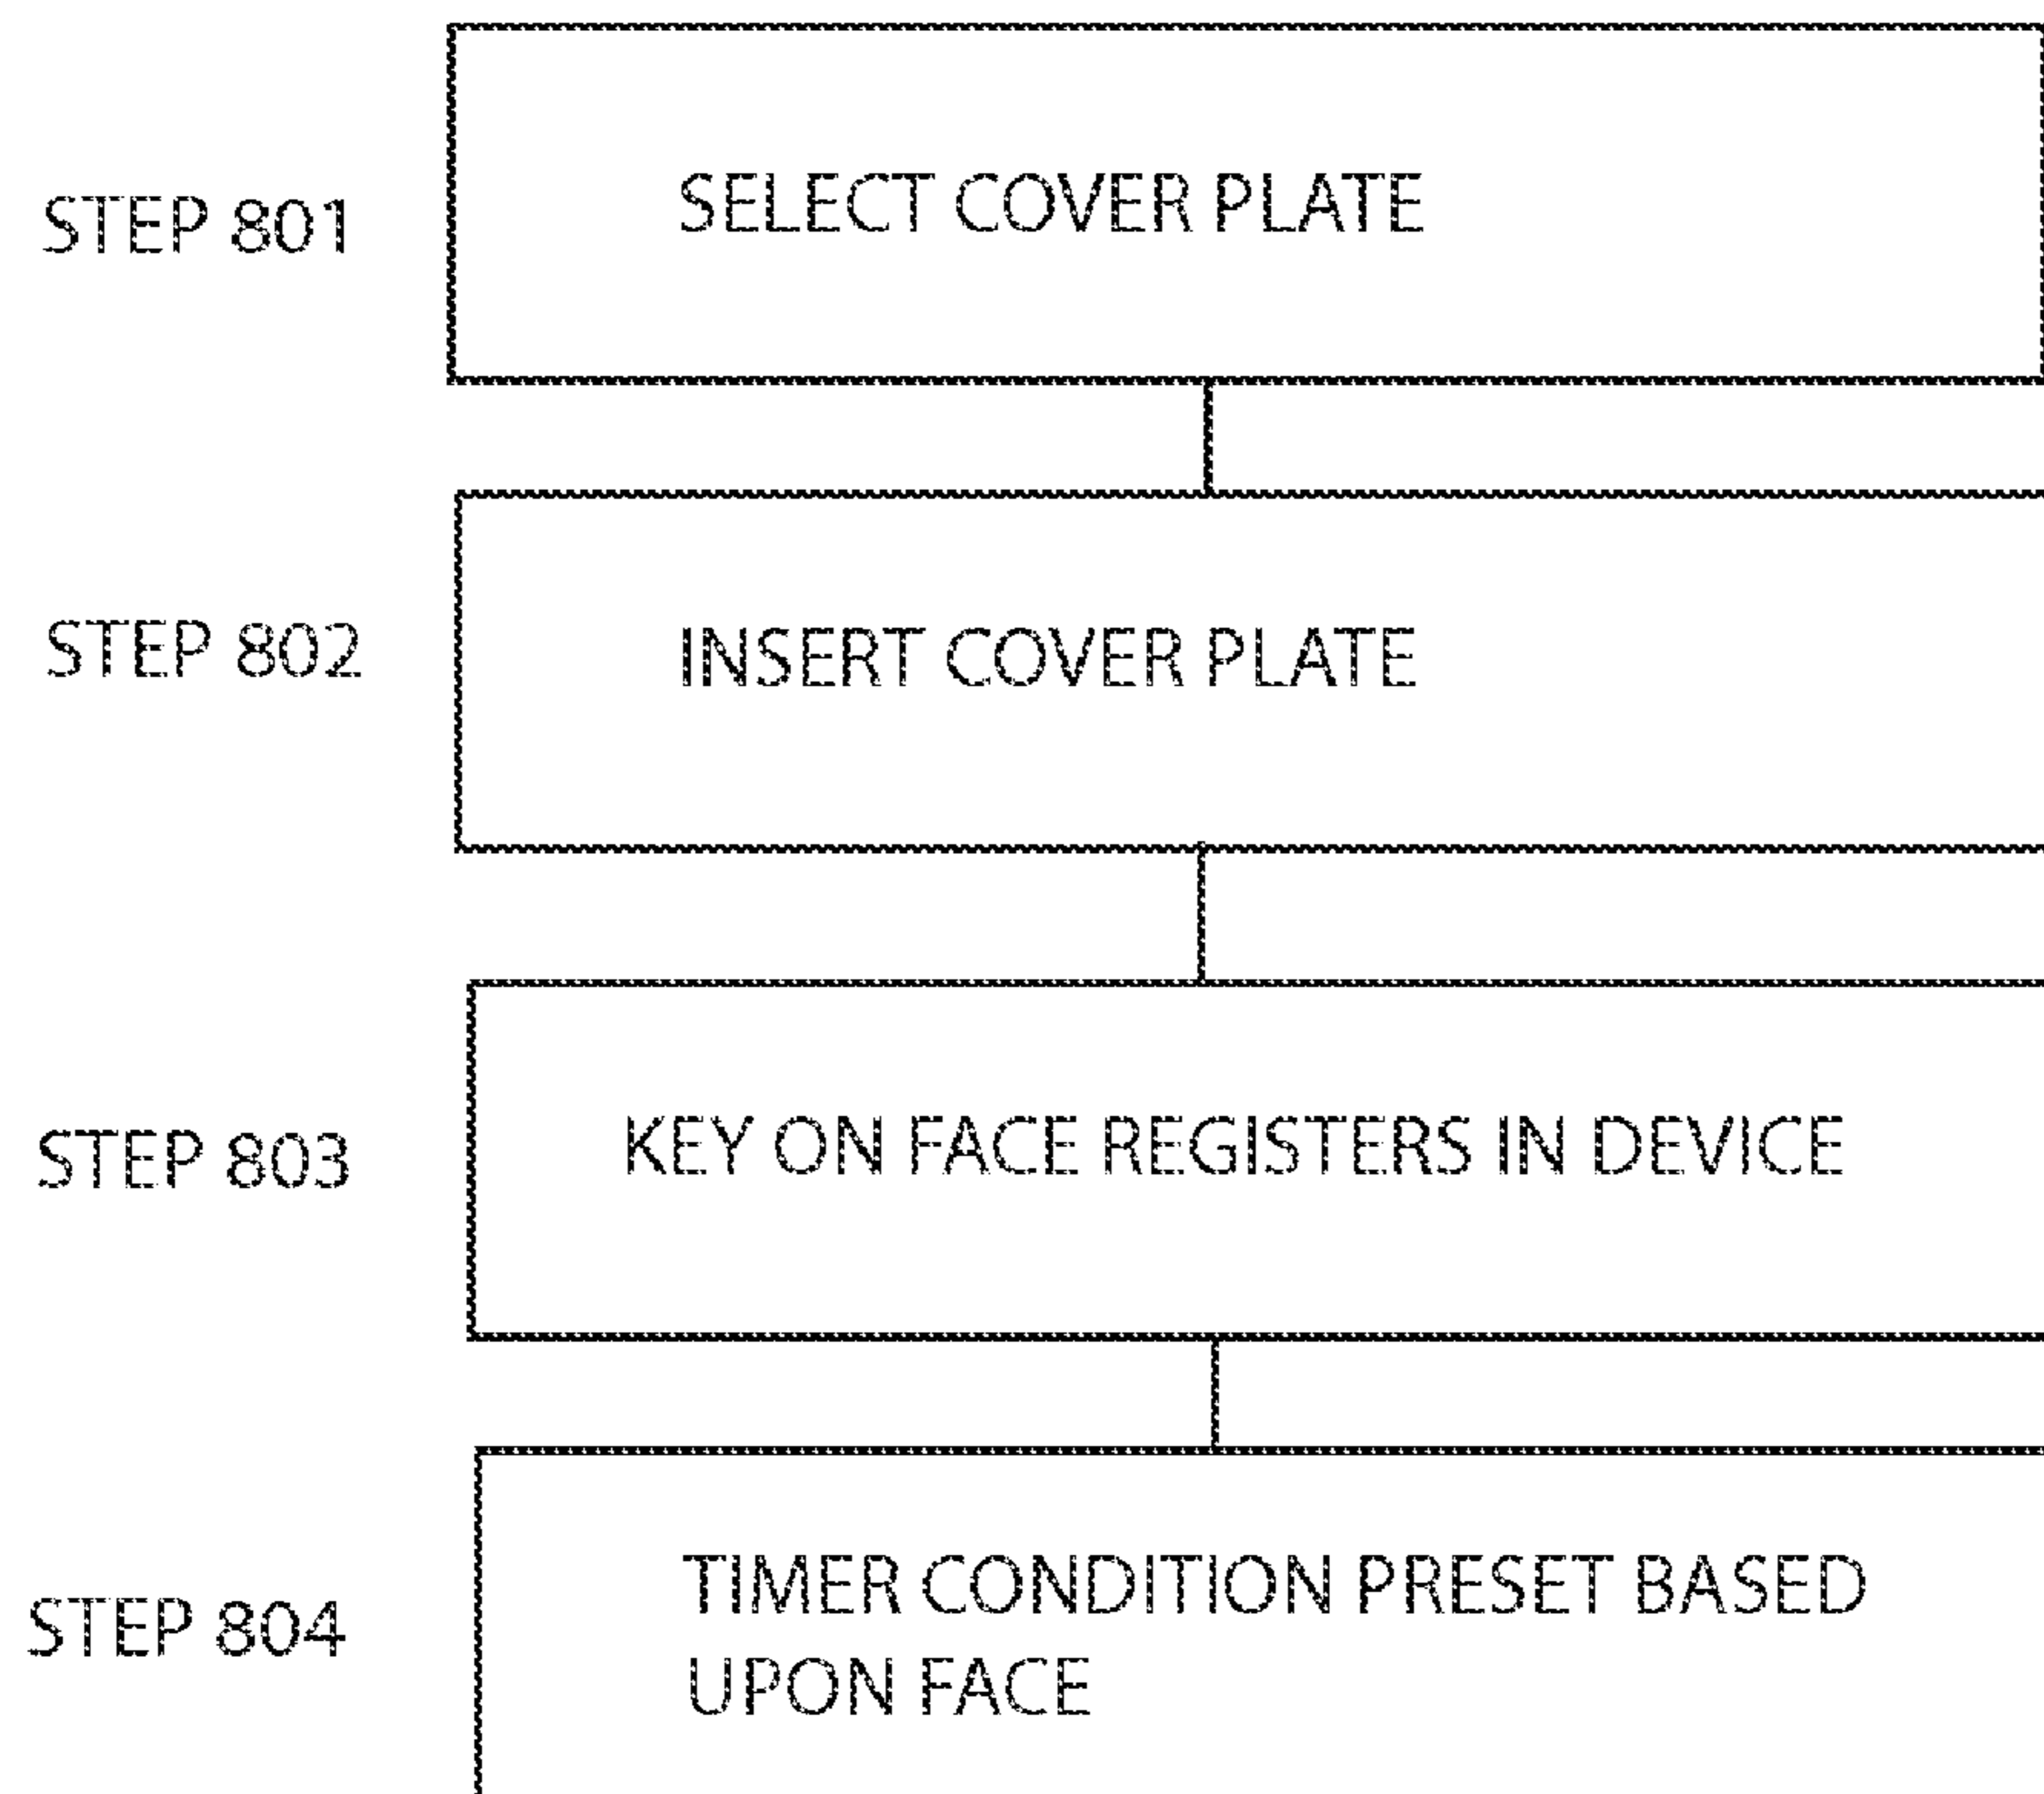 STEP 801
SELECT COVER PLATE
STEP 802
INSERT COVER PLATE
STEP 803
KEY ON FACE REGISTERS IN DEVICE
STEP 804
TIMER CONDITION PRESET BASED
UPON FACE